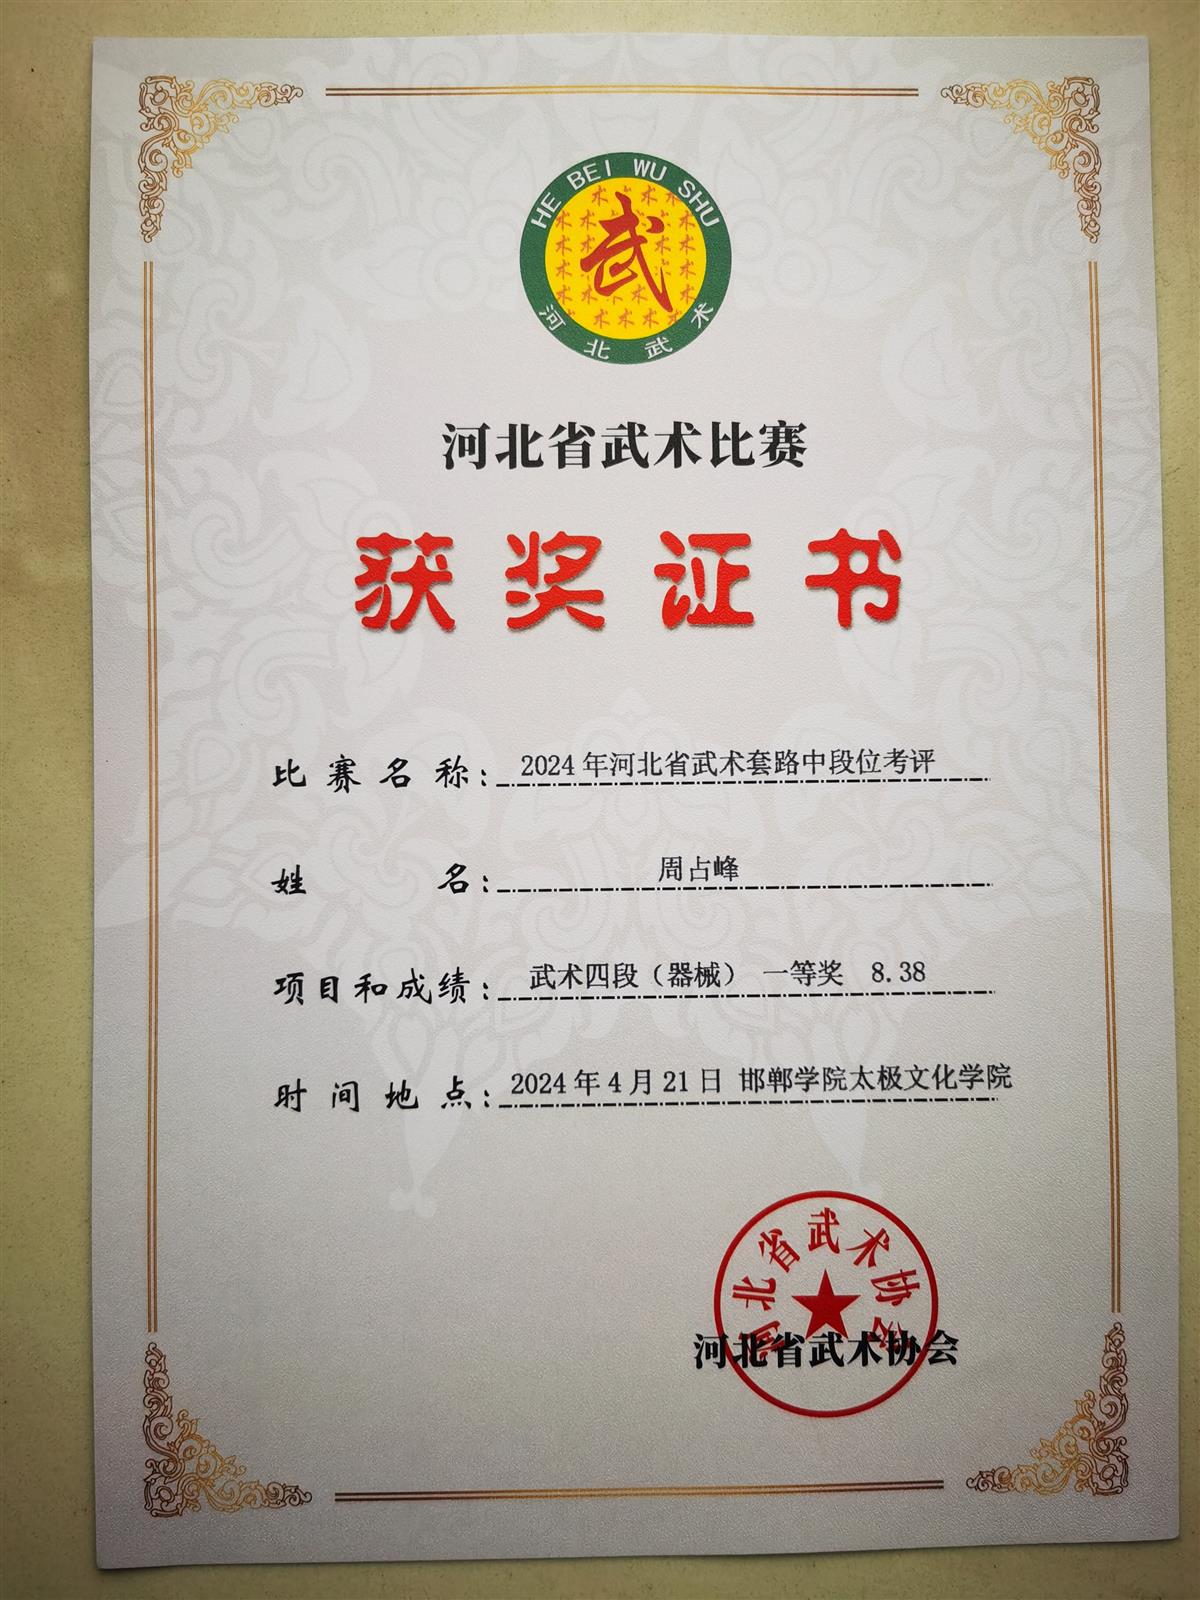 HE BEI WU SHU
武
河北武术
河北省武术比赛
获奖证书
比赛名称：2024年河北省武术套路中段位考评
姓名：周占峰
项目和成绩：武术四段（器械） 一等奖 8.38
时间地点：2024年4月21日 邯郸学院太极文化学院
河北省武术协会
河北省武术协会